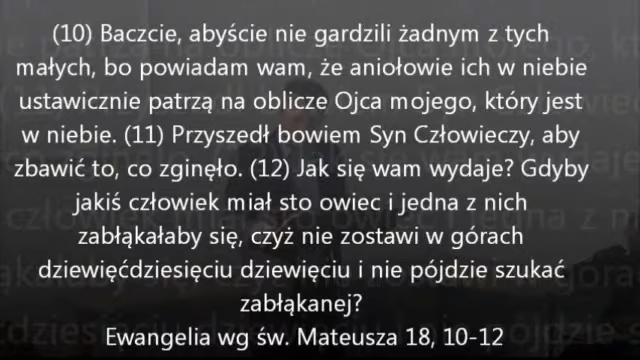 (10) Baczcie, abyście nie gardzili żadnym z tych
małych, bo powiadam wam, że aniołowie ich w niebie
ustawicznie patrzą na oblicze Ojca mojego, który jest
w niebie. (11) Przyszedł bowiem Syn Człowieczy, aby
zbawić to, co zginęło. (12) Jak się wam wydaje? Gdyby
jakiś człowiek miał sto owiec i jedna z nich
zabłąkałaby się, czyż nie zostawi w górach
dziewięćdziesięciu dziewięciu i nie pójdzie szukać
zabłąkanej?
Ewangelia wg św. Mateusza 18, 10-12